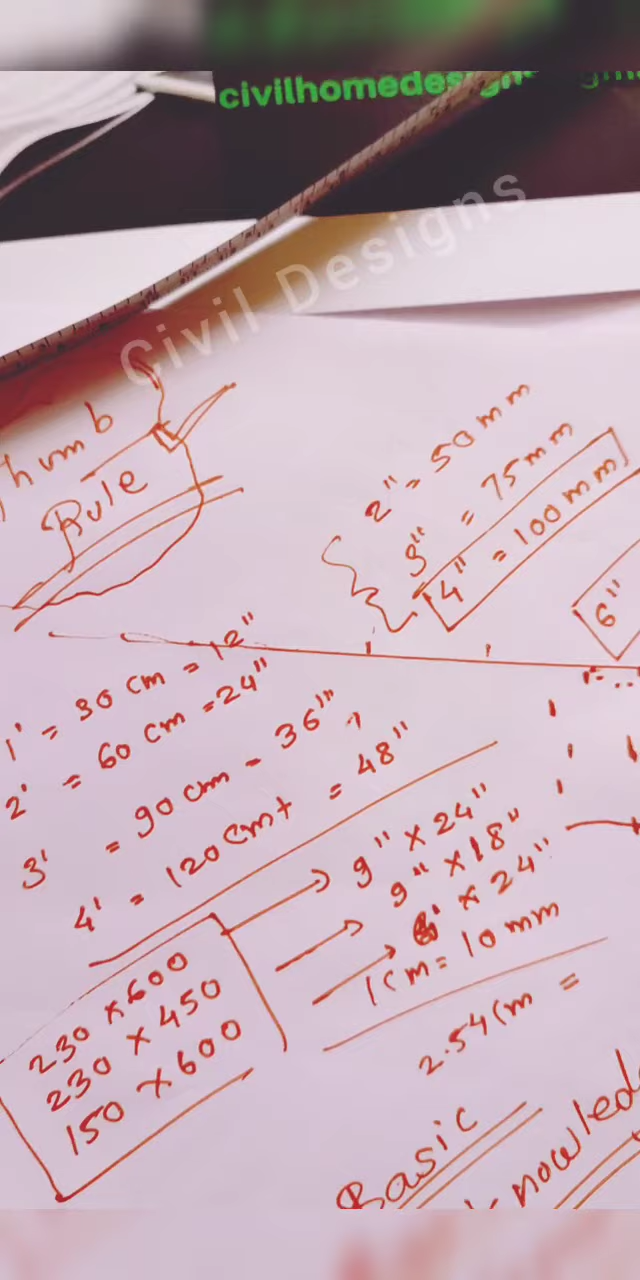 civilhomedesign
Civil Designs
Thumb
Rule
2" = 50 mm
3" = 75 mm
4" = 100 mm
6"
1' = 30 cm = 12"
2' = 60 cm = 24"
3' = 90 cm - 36"
4' = 120 cm = 48"
230 x 600
230 x 450
150 x 600
9" x 24"
9" x 18"
x 24"
1 cm = 10 mm
2.54 cm =
Basic